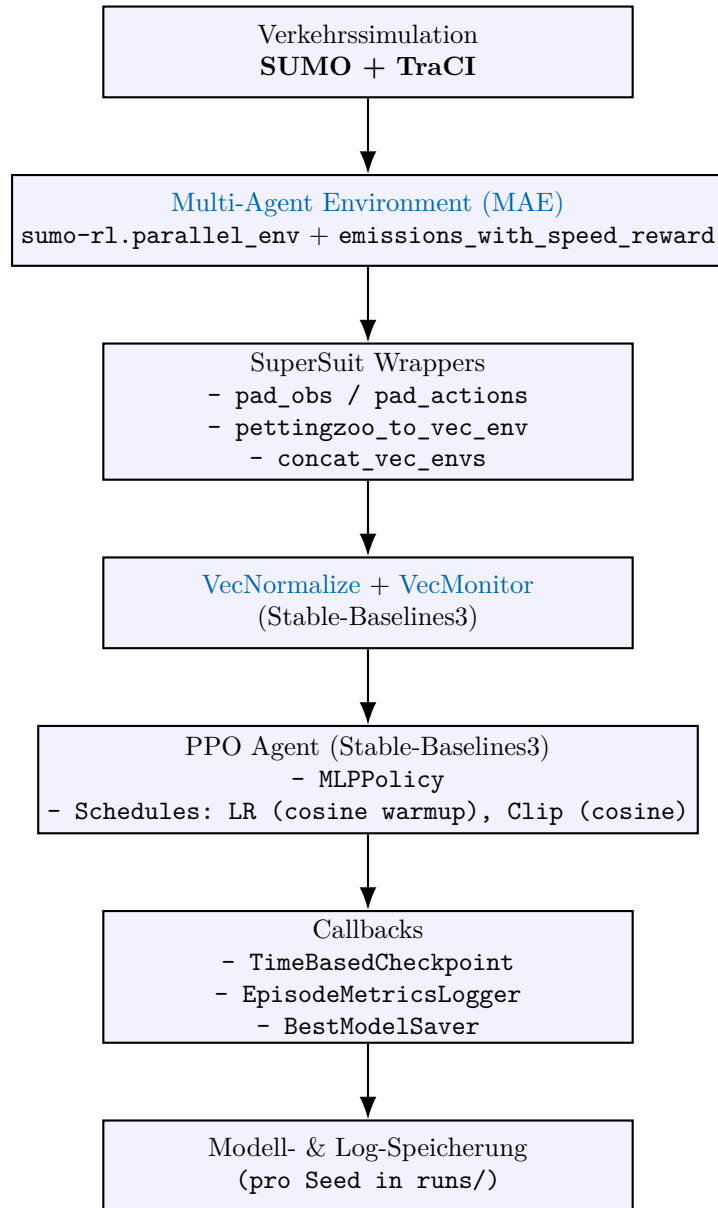 Verkehrssimulation
SUMO + TraCI
Multi-Agent Environment (MAE)
sumo-rl.parallel_env + emissions_with_speed_reward
SuperSuit Wrappers
- pad_obs / pad_actions
- pettingzoo_to_vec_env
- concat_vec_envs
VecNormalize + VecMonitor
(Stable-Baselines3)
PPO Agent (Stable-Baselines3)
- MLPPolicy
- Schedules: LR (cosine warmup), Clip (cosine)
Callbacks
- TimeBasedCheckpoint
- EpisodeMetricsLogger
- BestModelSaver
Modell- & Log-Speicherung
(pro Seed in runs/)